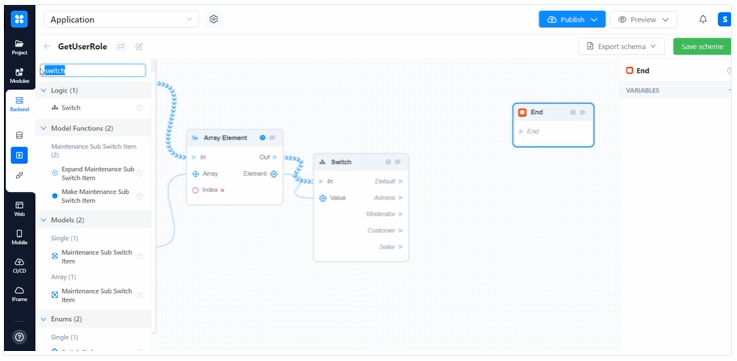 Application
Publish
Preview
S
GetUserRole
Export schema
Save scheme
Project
Modules
Backend
Web
Mobile
CI/CD
Iframe
switch
Logic (1)
Switch
Model Functions (2)
Maintenance Sub Switch Item
(2)
Expand Maintenance Sub
Switch Item
Make Maintenance Sub
Switch Item
Models (2)
Single (1)
Maintenance Sub Switch
Item
Array (1)
Maintenance Sub Switch
Item
Enums (2)
Single (1)
Array Element
In
Out
Array
Element
Index
Switch
In
Default
Value
Admins
Moderator
Customer
Seller
End
End
End
VARIABLES